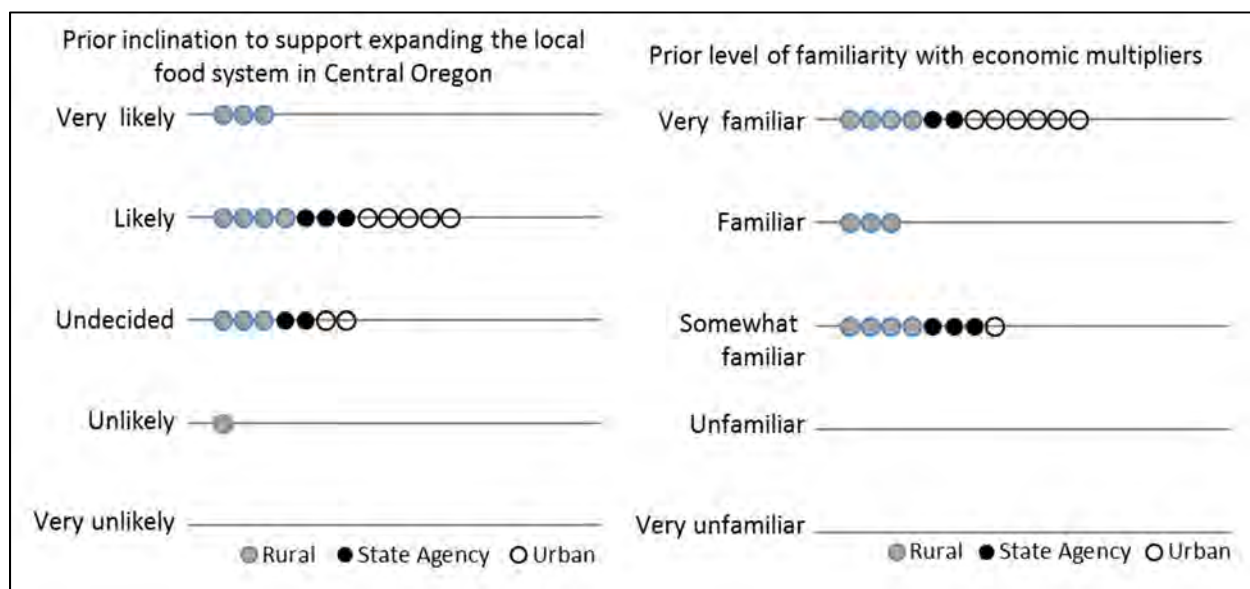 Prior inclination to support expanding the local
food system in Central Oregon
Very likely
Likely
Undecided
Unlikely
Very unlikely
Rural State Agency Urban
Prior level of familiarity with economic multipliers
Very familiar
Familiar
Somewhat
familiar
Unfamiliar
Very unfamiliar
Rural State Agency Urban